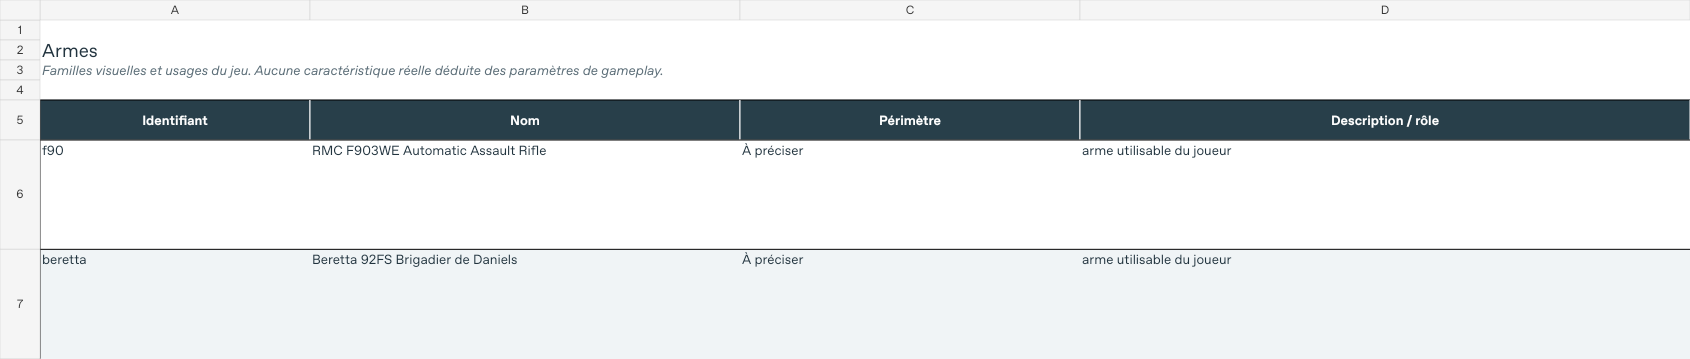 A B C D
1
2 Armes
3 Familles visuelles et usages du jeu. Aucune caractéristique réelle déduite des paramètres de gameplay.
4
5 Identifiant Nom Périmètre Description / rôle
6 f90 RMC F903WE Automatic Assault Rifle À préciser arme utilisable du joueur
7 beretta Beretta 92FS Brigadier de Daniels À préciser arme utilisable du joueur